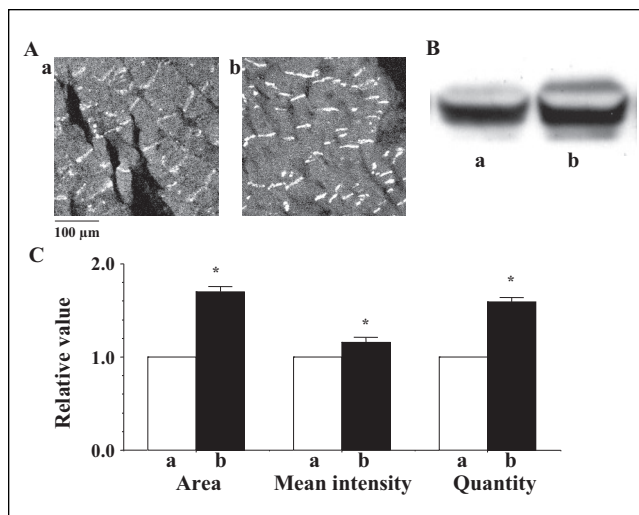 A
a
b
100 µm
B
a
b
C
Relative value
2.0
1.0
0.0
*
*
*
a b a b a b
Area Mean intensity Quantity